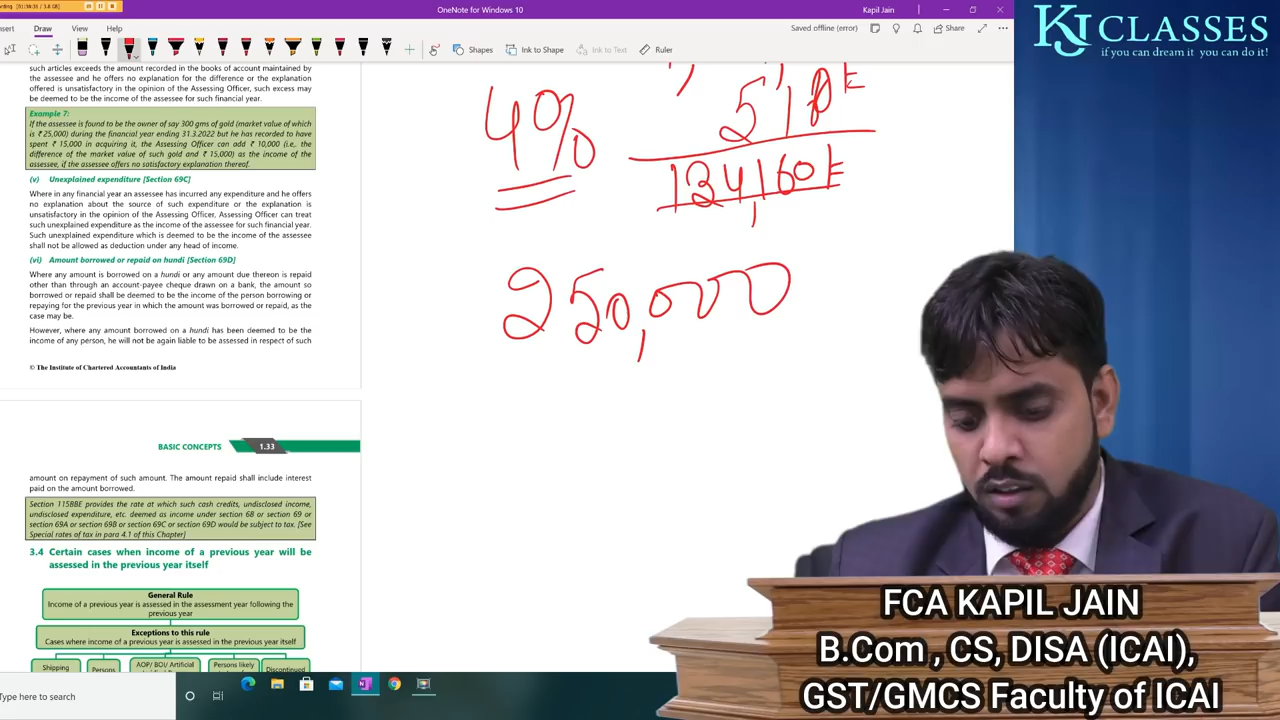 OneNote for Windows 10
Kapil Jain
Insert Draw View Help
Saved offline (error)
Share
Shapes Ink to Shape Ink to Text Ruler
such articles exceeds the amount recorded in the books of account maintained by
the assessee and he offers no explanation for the difference or the explanation
offered is unsatisfactory in the opinion of the Assessing Officer, such excess may
be deemed to be the income of the assessee for such financial year.
Example 7:
If the assessee is found to be the owner of say 300 gms of gold (market value of which
is ₹ 25,000) during the financial year ending 31.3.2022 but he has recorded to have
spent ₹ 15,000 in acquiring it, the Assessing Officer can add ₹ 10,000 (i.e., the
difference of the market value of such gold and ₹ 15,000) as the income of the
assessee, if the assessee offers no satisfactory explanation thereof.
(v) Unexplained expenditure [Section 69C]
Where in any financial year an assessee has incurred any expenditure and he offers
no explanation about the source of such expenditure or the explanation is
unsatisfactory in the opinion of the Assessing Officer, Assessing Officer can treat
such unexplained expenditure as the income of the assessee for such financial year.
Such unexplained expenditure which is deemed to be the income of the assessee
shall not be allowed as deduction under any head of income.
(vi) Amount borrowed or repaid on hundi [Section 69D]
Where any amount is borrowed on a hundi or any amount due thereon is repaid
other than through an account-payee cheque drawn on a bank, the amount so
borrowed or repaid shall be deemed to be the income of the person borrowing or
repaying for the previous year in which the amount was borrowed or repaid, as the
case may be.
However, where any amount borrowed on a hundi has been deemed to be the
income of any person, he will not be again liable to be assessed in respect of such
© The Institute of Chartered Accountants of India
BASIC CONCEPTS 1.33
amount on repayment of such amount. The amount repaid shall include interest
paid on the amount borrowed.
Section 115BBE provides the rate at which such cash credits, undisclosed income,
undisclosed expenditure, etc. deemed as income under section 68 or section 69 or
section 69A or section 69B or section 69C or section 69D would be subject to tax. [See
Special rates of tax in para 4.1 of this Chapter]
3.4 Certain cases when income of a previous year will be
assessed in the previous year itself
General Rule
Income of a previous year is assessed in the assessment year following the
previous year
Exceptions to this rule
Cases where income of a previous year is assessed in the previous year itself
Shipping Persons AOP/ BOI/ Artificial Persons likely Discontinued
4%
134160
250,000
KJ CLASSES
if you can dream it you can do it!
FCA KAPIL JAIN
B.Com , CS, DISA (ICAI),
GST/GMCS Faculty of ICAI
Type here to search